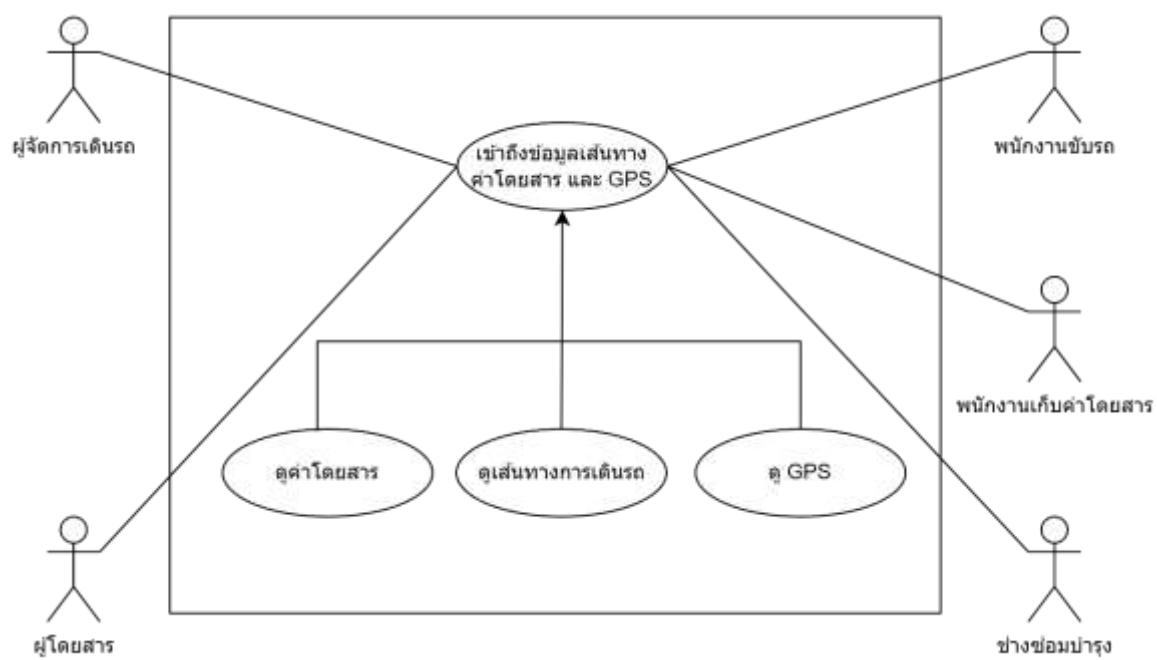 ผู้จัดการเดินรถ
พนักงานขับรถ
เข้าถึงข้อมูลเส้นทาง
ค่าโดยสาร และ GPS
พนักงานเก็บค่าโดยสาร
ดูค่าโดยสาร
ดูเส้นทางการเดินรถ
ดู GPS
ผู้โดยสาร
ช่างซ่อมบำรุง